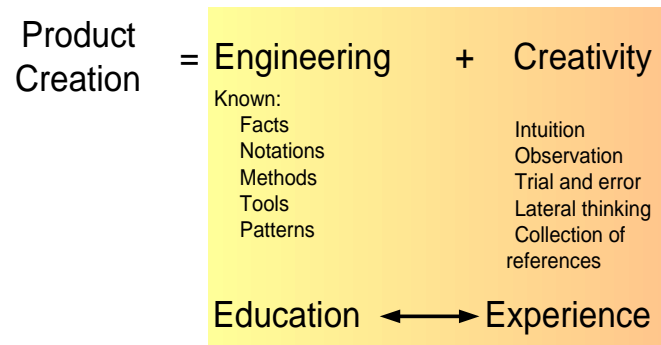 Product
Creation
= Engineering + Creativity
Known:
Facts
Notations
Methods
Tools
Patterns
Intuition
Observation
Trial and error
Lateral thinking
Collection of
references
Education Experience